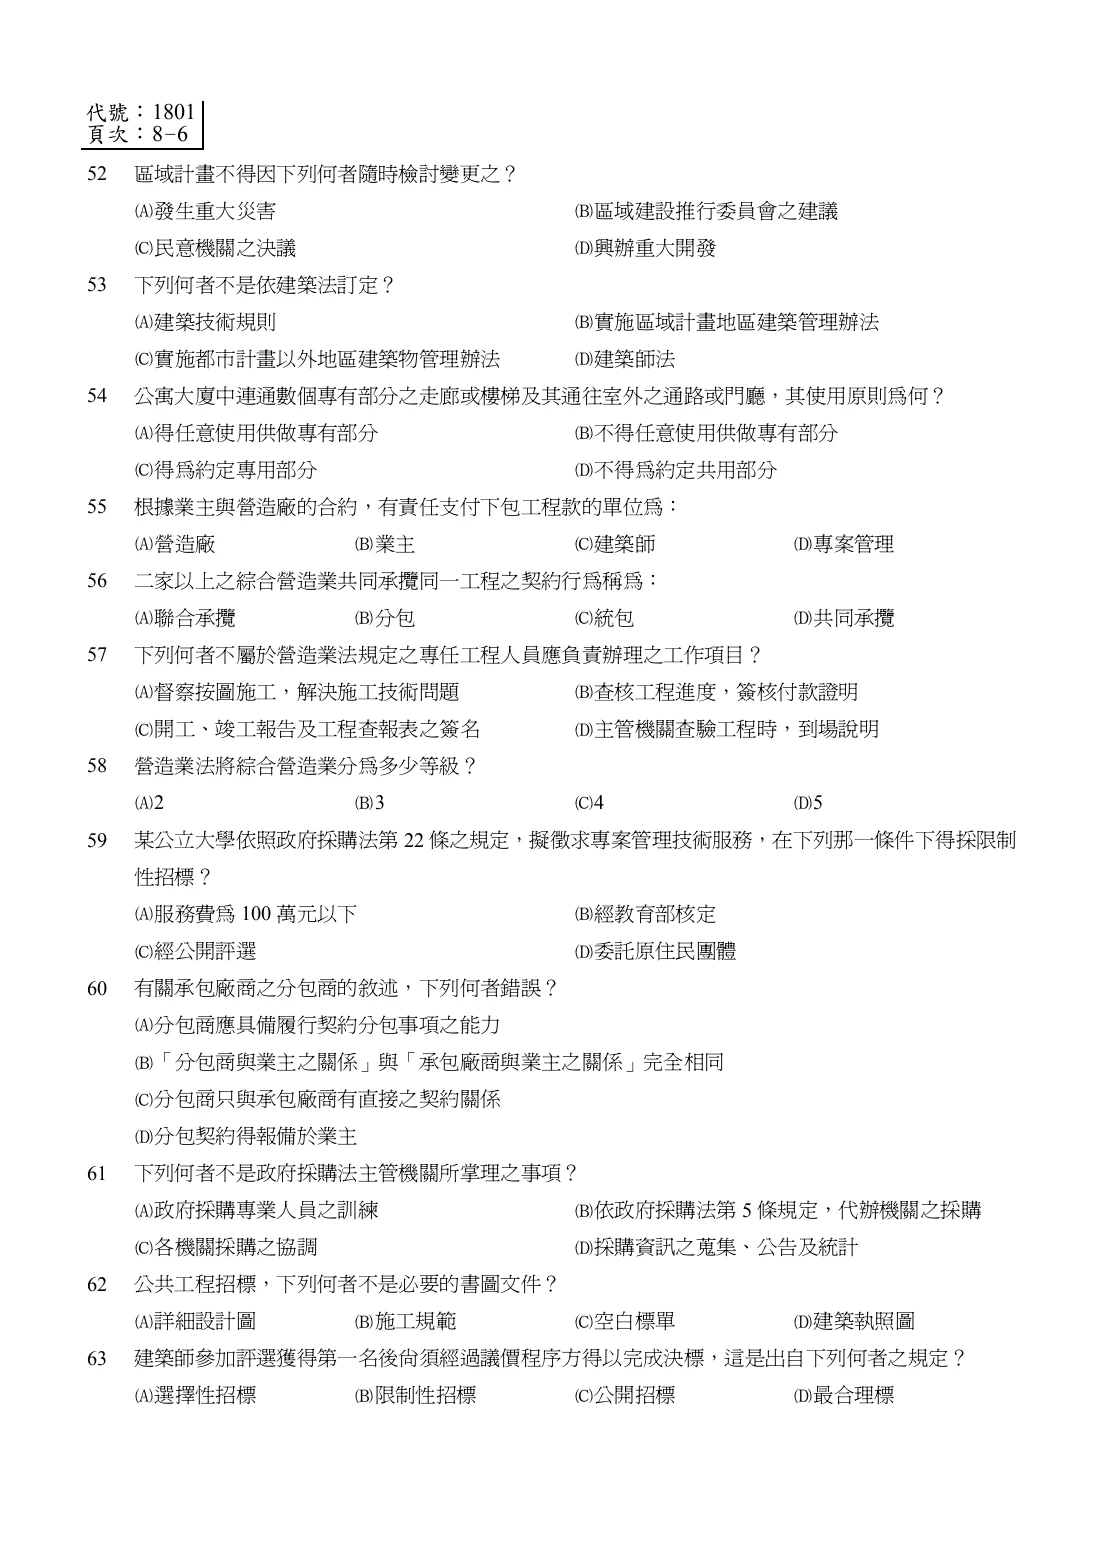 代號：1801
頁次：8-6
52 區域計畫不得因下列何者隨時檢討變更之？
(A)發生重大災害 (B)區域建設推行委員會之建議
(C)民意機關之決議 (D)興辦重大開發
53 下列何者不是依建築法訂定？
(A)建築技術規則 (B)實施區域計畫地區建築管理辦法
(C)實施都市計畫以外地區建築物管理辦法 (D)建築師法
54 公寓大廈中連通數個專有部分之走廊或樓梯及其通往室外之通路或門廳，其使用原則為何？
(A)得任意使用供做專有部分 (B)不得任意使用供做專有部分
(C)得為約定專用部分 (D)不得為約定共用部分
55 根據業主與營造廠的合約，有責任支付下包工程款的單位為：
(A)營造廠 (B)業主 (C)建築師 (D)專案管理
56 二家以上之綜合營造業共同承攬同一工程之契約行為稱為：
(A)聯合承攬 (B)分包 (C)統包 (D)共同承攬
57 下列何者不屬於營造業法規定之專任工程人員應負責辦理之工作項目？
(A)督察按圖施工，解決施工技術問題 (B)查核工程進度，簽核付款證明
(C)開工、竣工報告及工程查報表之簽名 (D)主管機關查驗工程時，到場說明
58 營造業法將綜合營造業分為多少等級？
(A)2 (B)3 (C)4 (D)5
59 某公立大學依照政府採購法第 22 條之規定，擬徵求專案管理技術服務，在下列那一條件下得採限制
性招標？
(A)服務費為 100 萬元以下 (B)經教育部核定
(C)經公開評選 (D)委託原住民團體
60 有關承包廠商之分包商的敘述，下列何者錯誤？
(A)分包商應具備履行契約分包事項之能力
(B)「分包商與業主之關係」與「承包廠商與業主之關係」完全相同
(C)分包商只與承包廠商有直接之契約關係
(D)分包契約得報備於業主
61 下列何者不是政府採購法主管機關所掌理之事項？
(A)政府採購專業人員之訓練 (B)依政府採購法第 5 條規定，代辦機關之採購
(C)各機關採購之協調 (D)採購資訊之蒐集、公告及統計
62 公共工程招標，下列何者不是必要的書圖文件？
(A)詳細設計圖 (B)施工規範 (C)空白標單 (D)建築執照圖
63 建築師參加評選獲得第一名後尚須經過議價程序方得以完成決標，這是出自下列何者之規定？
(A)選擇性招標 (B)限制性招標 (C)公開招標 (D)最合理標